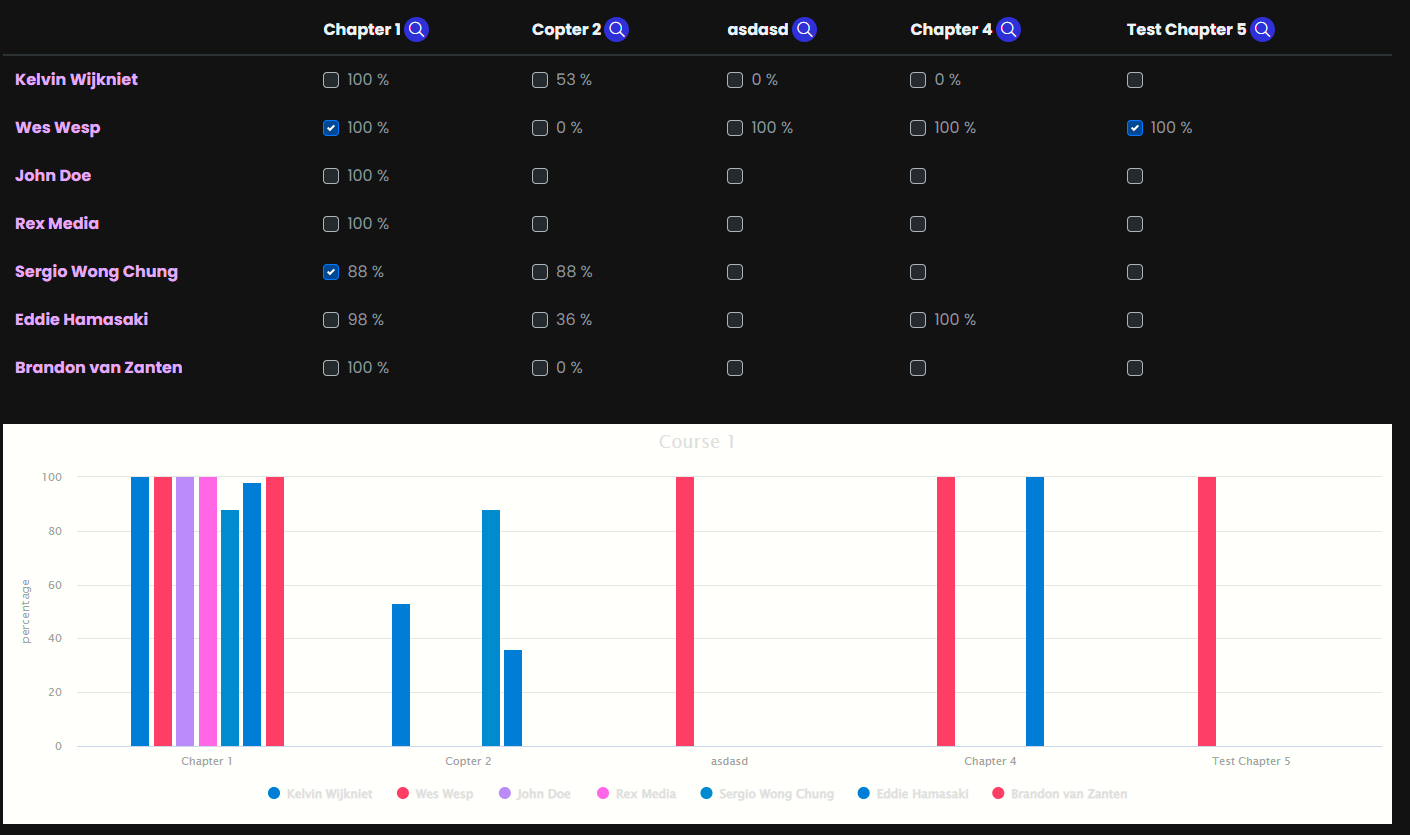 Chapter 1 Copter 2 asdasd Chapter 4 Test Chapter 5
Kelvin Wijkniet 100 % 53 % 0 % 0 %
Wes Wesp 100 % 0 % 100 % 100 % 100 %
John Doe 100 %
Rex Media 100 %
Sergio Wong Chung 88 % 88 %
Eddie Hamasaki 98 % 36 % 100 %
Brandon van Zanten 100 % 0 %
Course 1
percentage
100
80
60
40
20
0
Chapter 1 Copter 2 asdasd Chapter 4 Test Chapter 5
Kelvin Wijkniet Wes Wesp John Doe Rex Media Sergio Wong Chung Eddie Hamasaki Brandon van Zanten